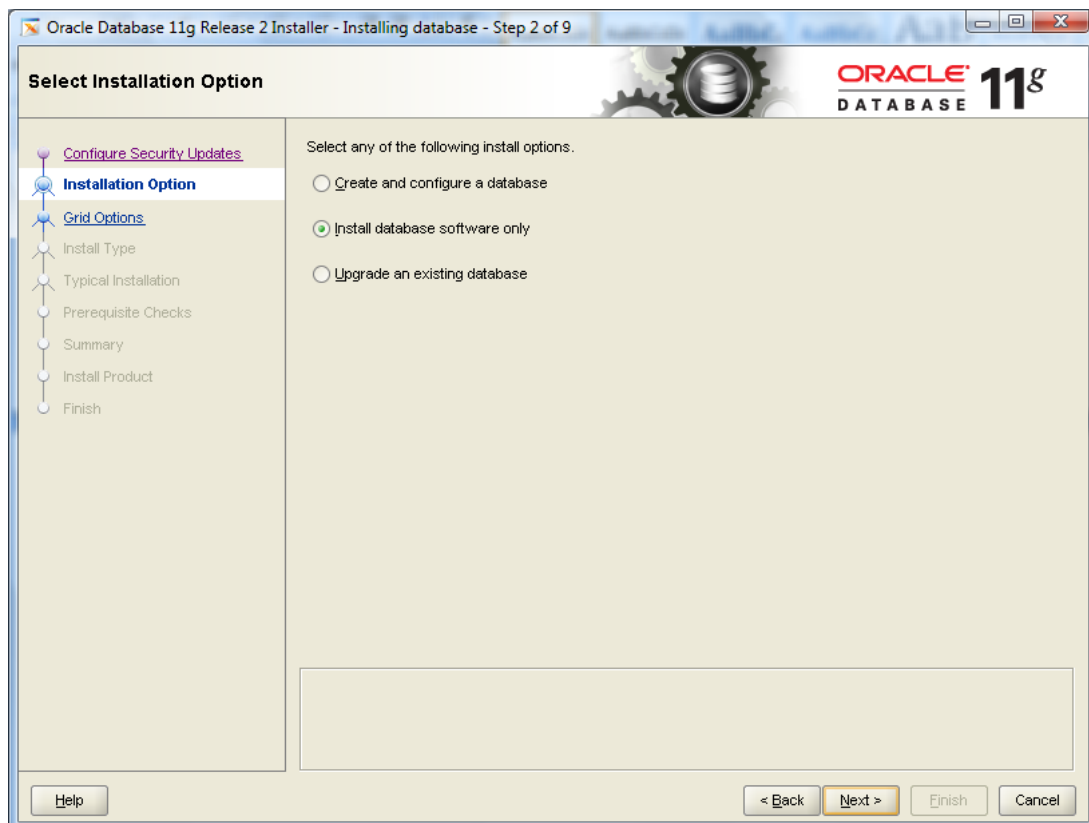 Oracle Database 11g Release 2 Installer - Installing database - Step 2 of 9
Select Installation Option
ORACLE
DATABASE 11g
Configure Security Updates
Installation Option
Grid Options
Install Type
Typical Installation
Prerequisite Checks
Summary
Install Product
Finish
Select any of the following install options.
Create and configure a database
Install database software only
Upgrade an existing database
Help
< Back
Next >
Finish
Cancel